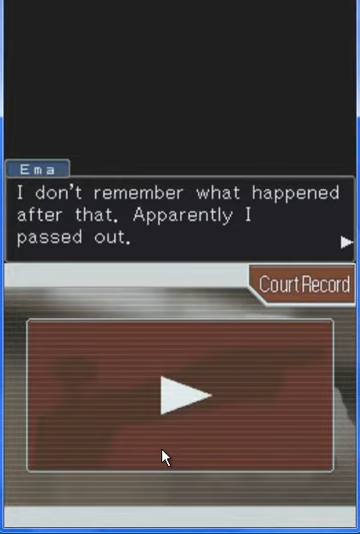 Ema
I don't remember what happened
after that. Apparently I
passed out.
Court Record